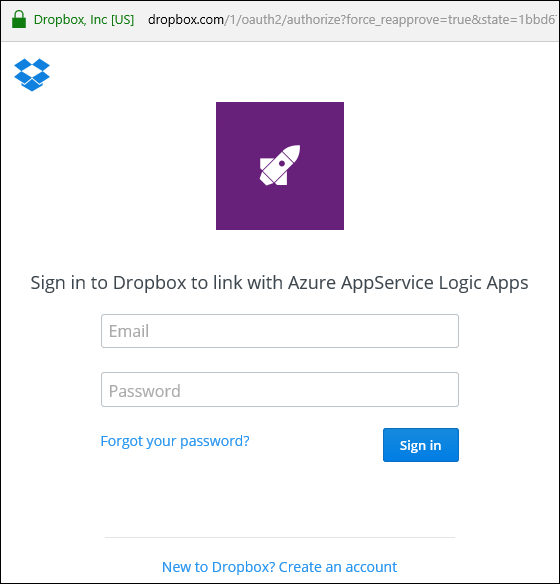 Dropbox, Inc [US] dropbox.com/1/oauth2/authorize?force_reapprove=true&state=1bbd6
Sign in to Dropbox to link with Azure AppService Logic Apps
Email
Password
Forgot your password?
Sign in
New to Dropbox? Create an account